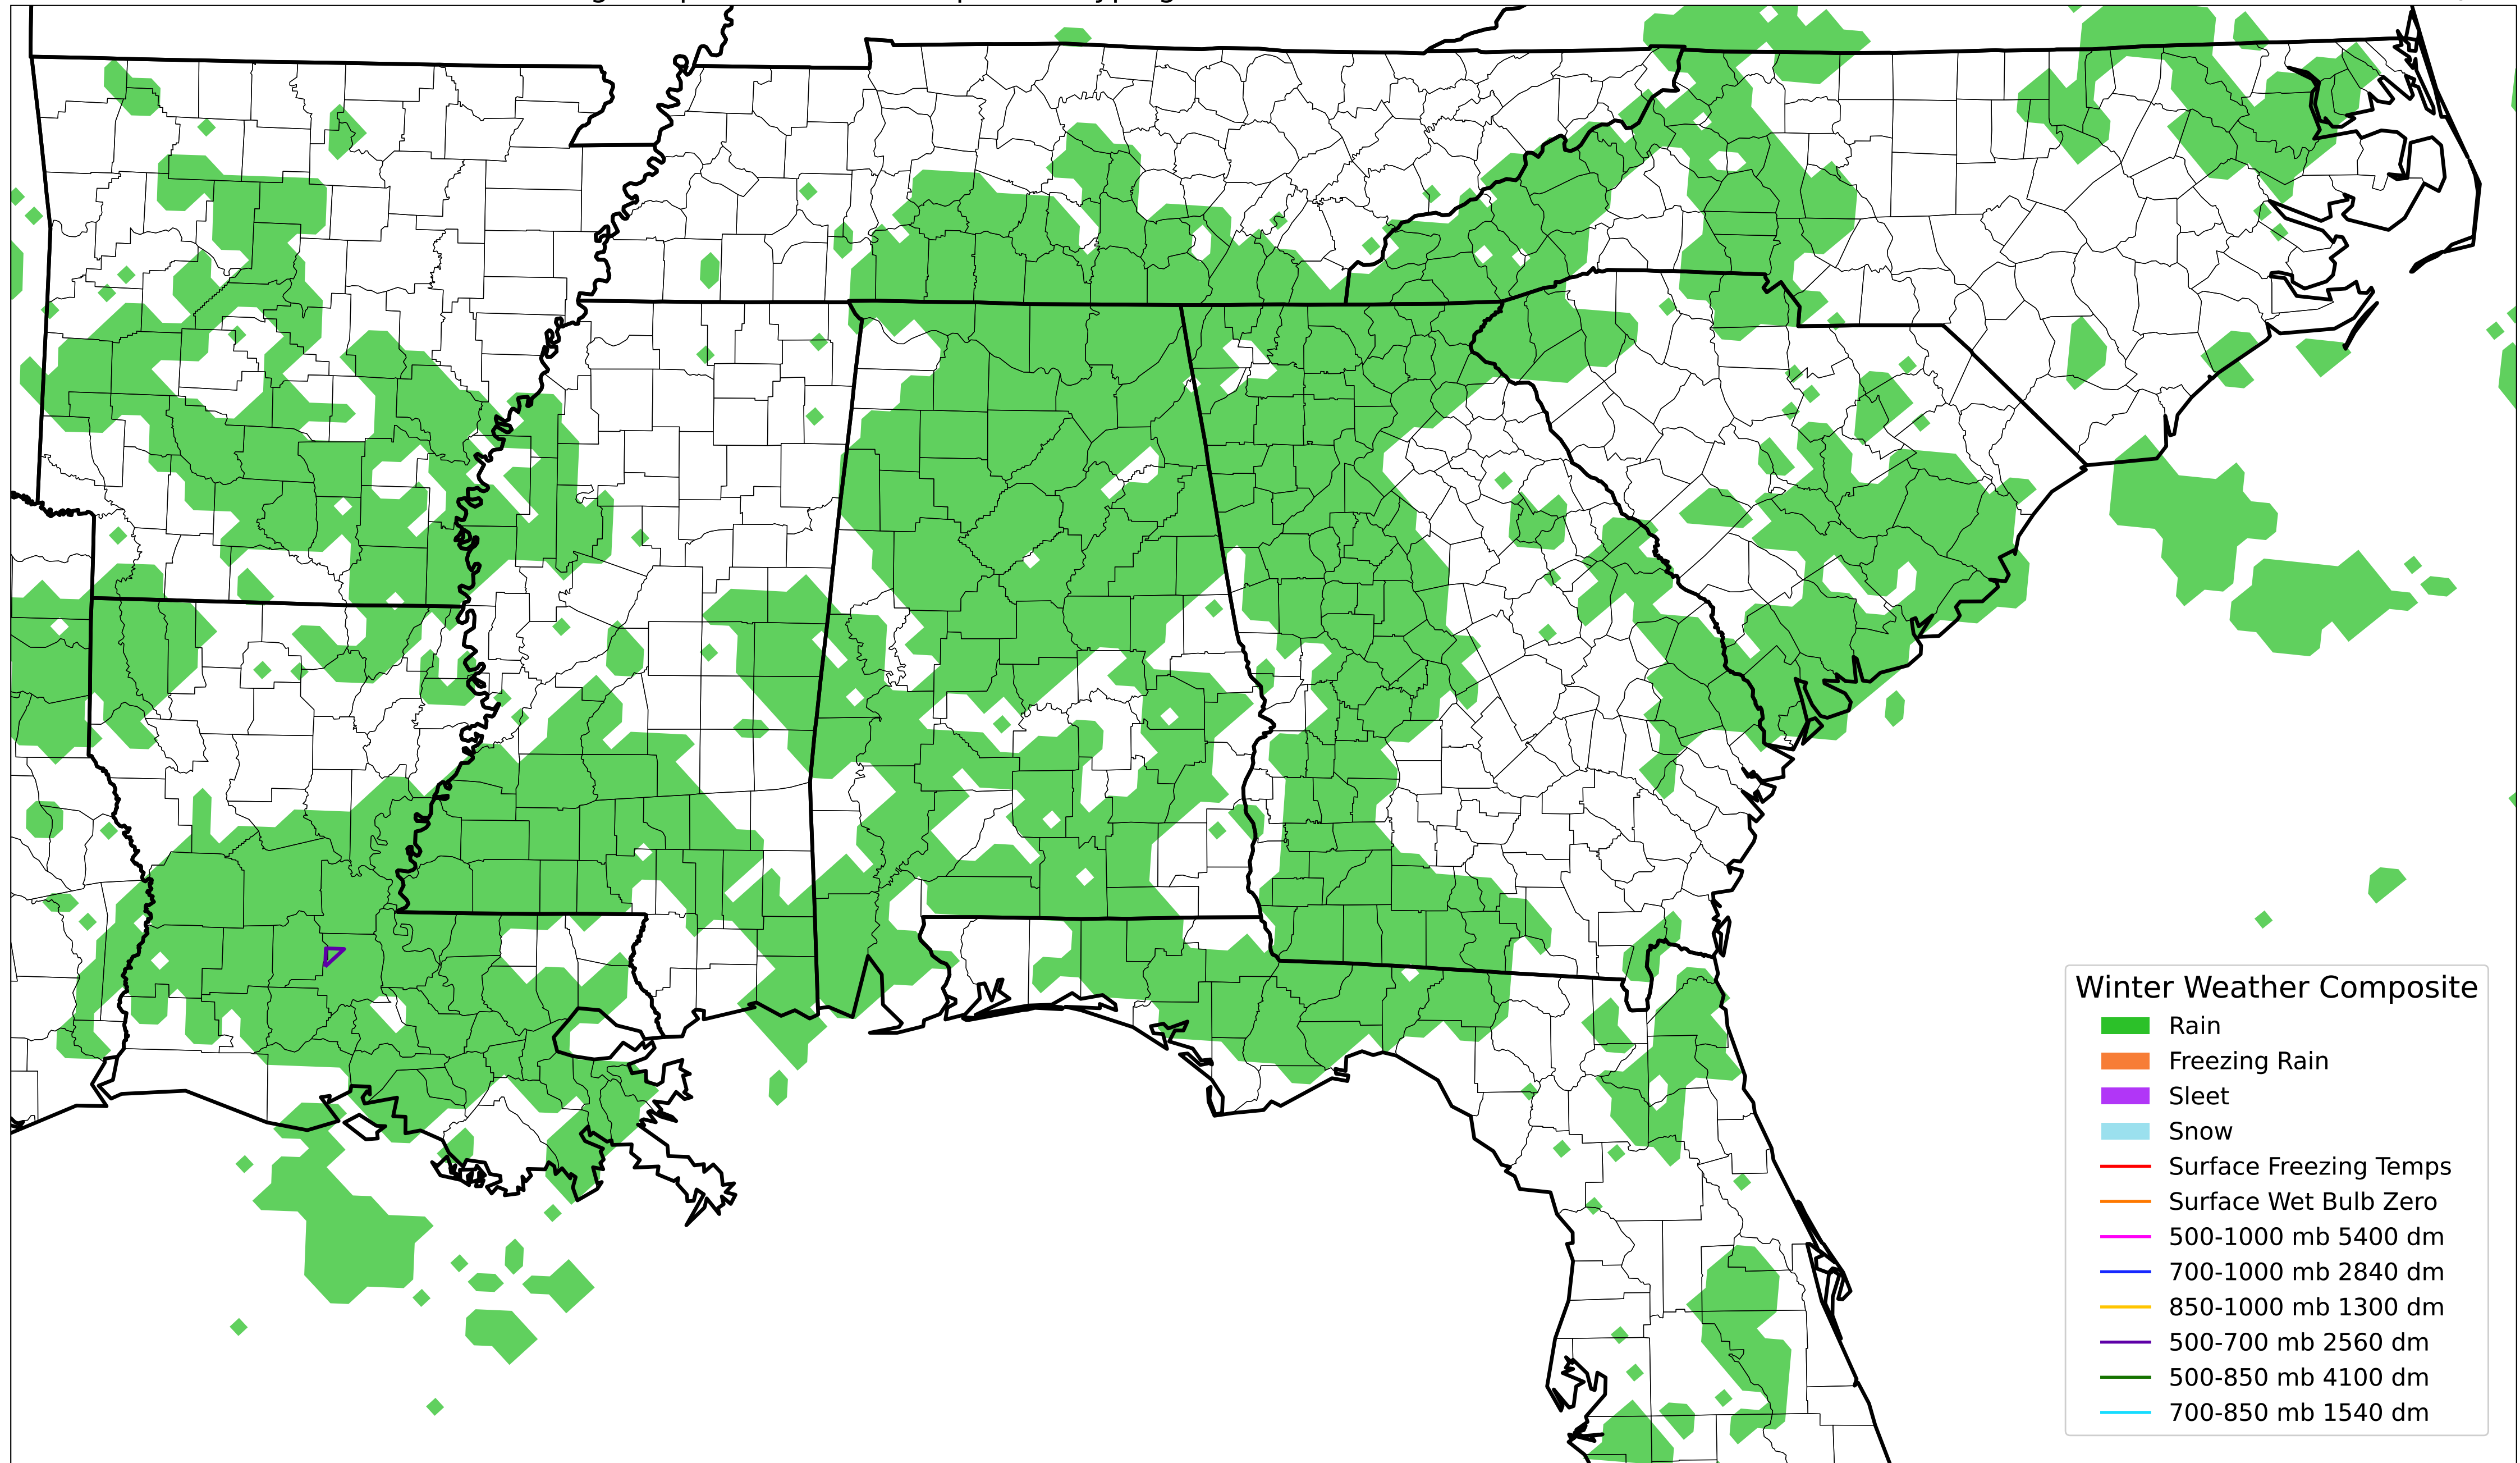 Winter Weather Composite
Rain
Freezing Rain
Sleet
Snow
Surface Freezing Temps
Surface Wet Bulb Zero
500-1000 mb 5400 dm
700-1000 mb 2840 dm
850-1000 mb 1300 dm
500-700 mb 2560 dm
500-850 mb 4100 dm
700-850 mb 1540 dm